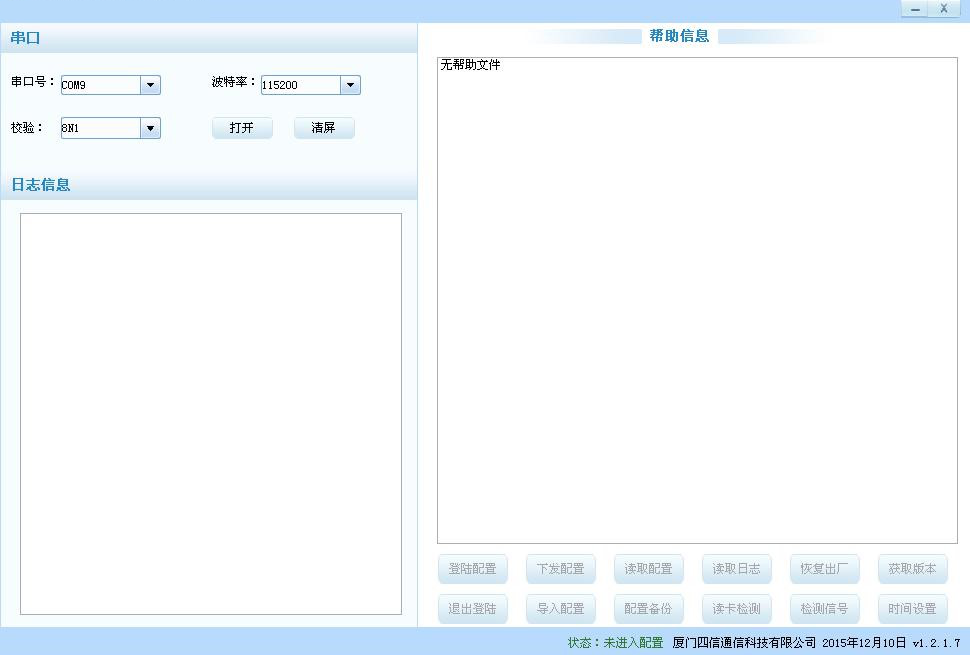 串口
串口号： COM9 波特率： 115200
校验： 8N1 打开 清屏
日志信息
帮助信息
无帮助文件
登陆配置 下发配置 读取配置 读取日志 恢复出厂 获取版本
退出登陆 导入配置 配置备份 读卡检测 检测信号 时间设置
状态：未进入配置 厦门四信通信科技有限公司 2015年12月10日 v1.2.1.7